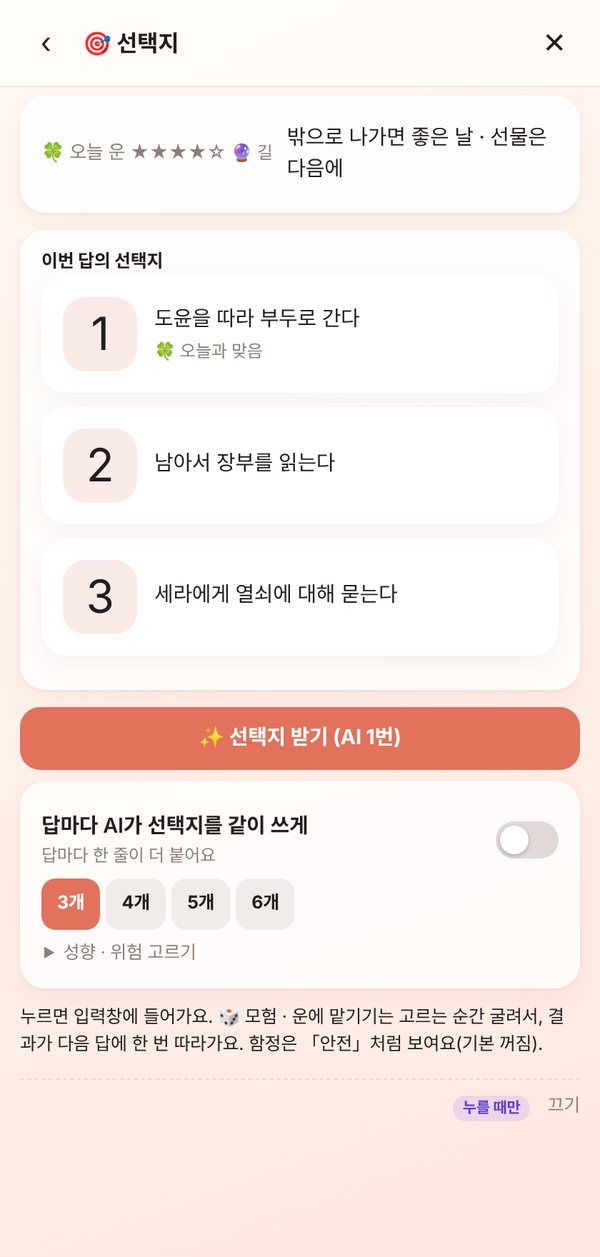 ‹ 🎯 선택지 ✕
🍀 오늘 운 ★★★★☆ 🔮 길
밖으로 나가면 좋은 날 · 선물은
다음에
이번 답의 선택지
1
도윤을 따라 부두로 간다
🍀 오늘과 맞음
2
남아서 장부를 읽는다
3
세라에게 열쇠에 대해 묻는다
✨ 선택지 받기 (AI 1번)
답마다 AI가 선택지를 같이 쓰게
답마다 한 줄이 더 붙어요
3개 4개 5개 6개
▶ 성향 · 위험 고르기
누르면 입력창에 들어가요. 🎲 모험 · 운에 맡기기는 고르는 순간 굴려서, 결
과가 다음 답에 한 번 따라가요. 함정은 「안전」처럼 보여요(기본 꺼짐).
누를 때만 끄기